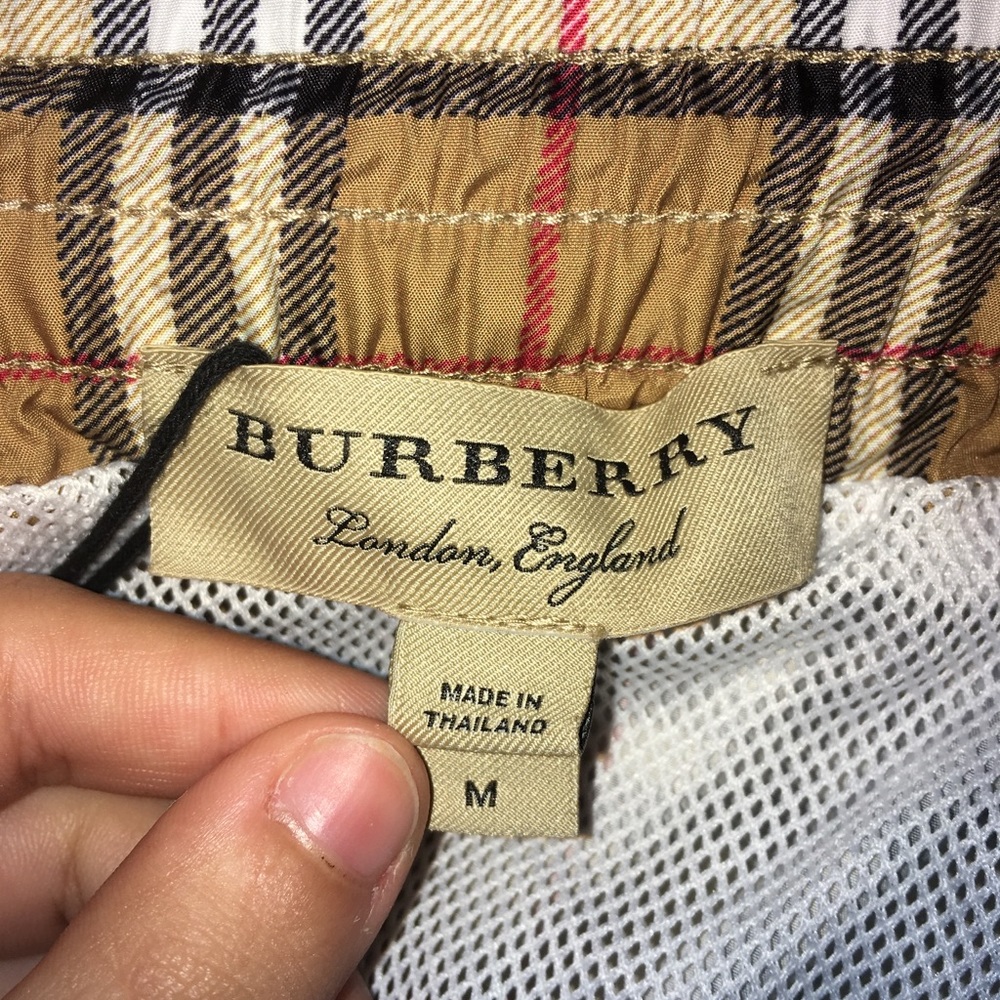 BURBERRY
London, England
MADE IN
THAILAND
M